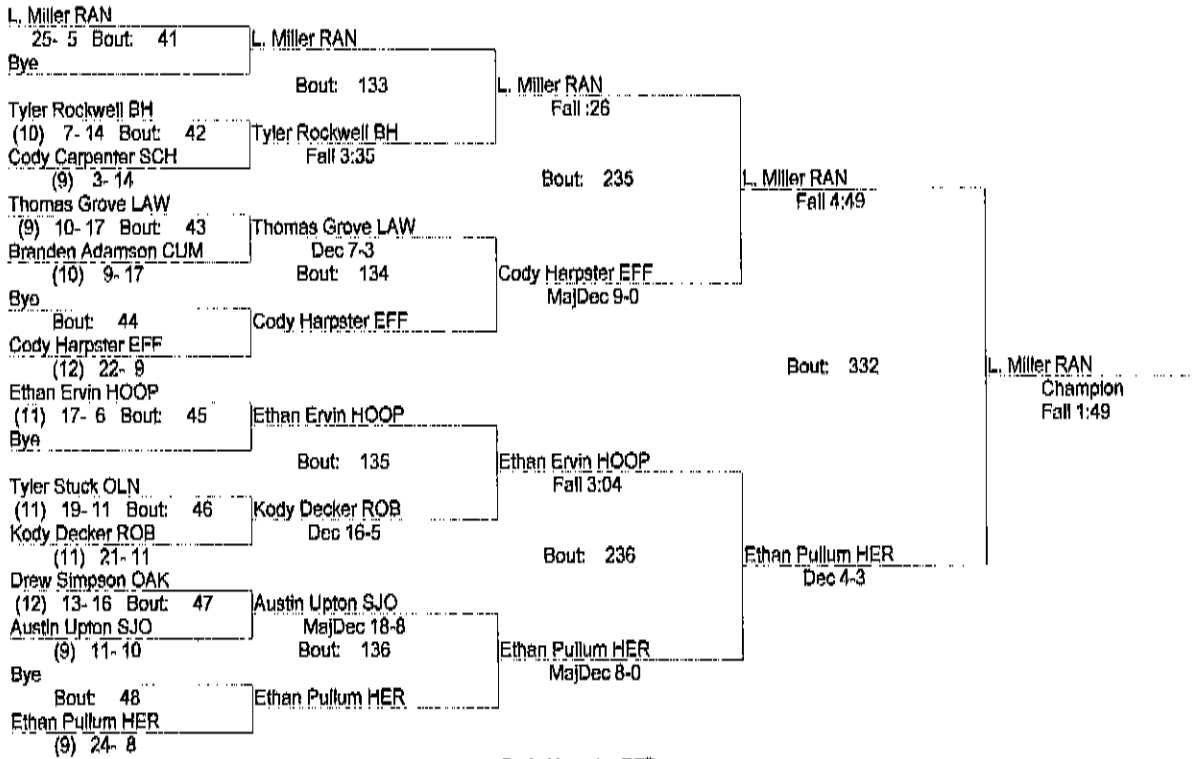 L. Miller RAN
25- 5 Bout: 41
Bye
Tyler Rockwell BH
(10) 7- 14 Bout: 42
Cody Carpenter SCH
(9) 3- 14
Thomas Grove LAW
(9) 10- 17 Bout: 43
Branden Adamson CUM
(10) 9- 17
Bye
Bout: 44
Cody Harpster EFF
(12) 22- 9
Ethan Ervin HOOP
(11) 17- 6 Bout: 45
Bye
Tyler Stuck OLN
(11) 19- 11 Bout: 46
Kody Decker ROB
(11) 21- 11
Drew Simpson OAK
(12) 13- 16 Bout: 47
Austin Upton SJO
(9) 11- 10
Bye
Bout: 48
Ethan Pullum HER
(9) 24- 8
L. Miller RAN
Bout: 133
Tyler Rockwell BH
Fall 3:35
Thomas Grove LAW
Dec 7-3
Bout: 134
Cody Harpster EFF
Ethan Ervin HOOP
Bout: 135
Kody Decker ROB
Dec 16-5
Austin Upton SJO
MajDec 18-8
Bout: 136
Ethan Pullum HER
L. Miller RAN
Fall :26
Bout: 235
Cody Harpster EFF
MajDec 9-0
Ethan Ervin HOOP
Fall 3:04
Bout: 236
Ethan Pullum HER
MajDec 8-0
L. Miller RAN
Fall 4:49
Bout: 332
Ethan Pullum HER
Dec 4-3
L. Miller RAN
Champion
Fall 1:49